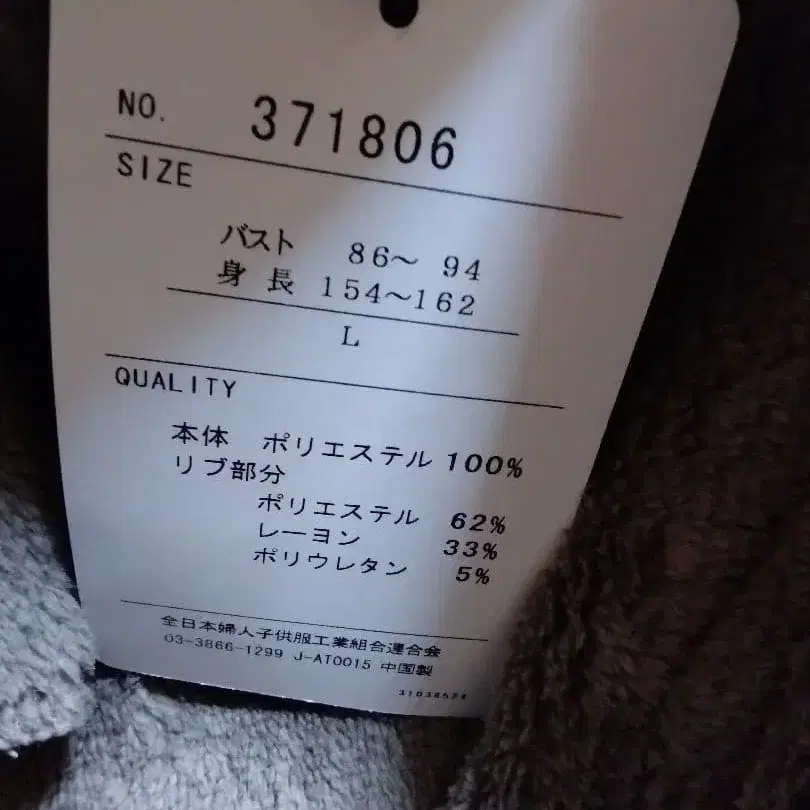 NO. 371806
SIZE
バスト 86～ 94
身 長 154～162
L
QUALITY
本体 ポリエステル 100%
リブ部分
ポリエステル 62%
レーヨン 33%
ポリウレタン 5%
全日本婦人子供服工業組合連合会
03-3866-1299 J-AT0015 中国製